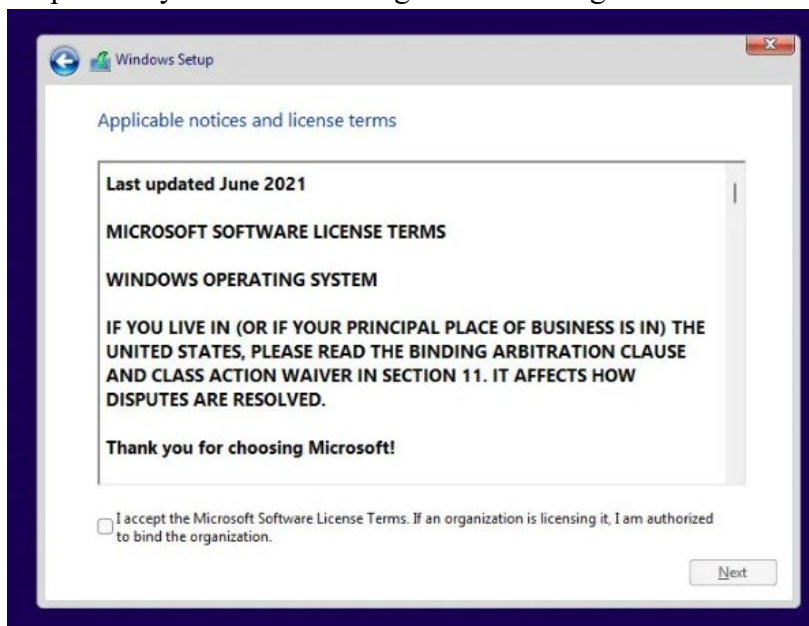 Windows Setup
Applicable notices and license terms
Last updated June 2021
MICROSOFT SOFTWARE LICENSE TERMS
WINDOWS OPERATING SYSTEM
IF YOU LIVE IN (OR IF YOUR PRINCIPAL PLACE OF BUSINESS IS IN) THE
UNITED STATES, PLEASE READ THE BINDING ARBITRATION CLAUSE
AND CLASS ACTION WAIVER IN SECTION 11. IT AFFECTS HOW
DISPUTES ARE RESOLVED.
Thank you for choosing Microsoft!
I accept the Microsoft Software License Terms. If an organization is licensing it, I am authorized
to bind the organization.
Next